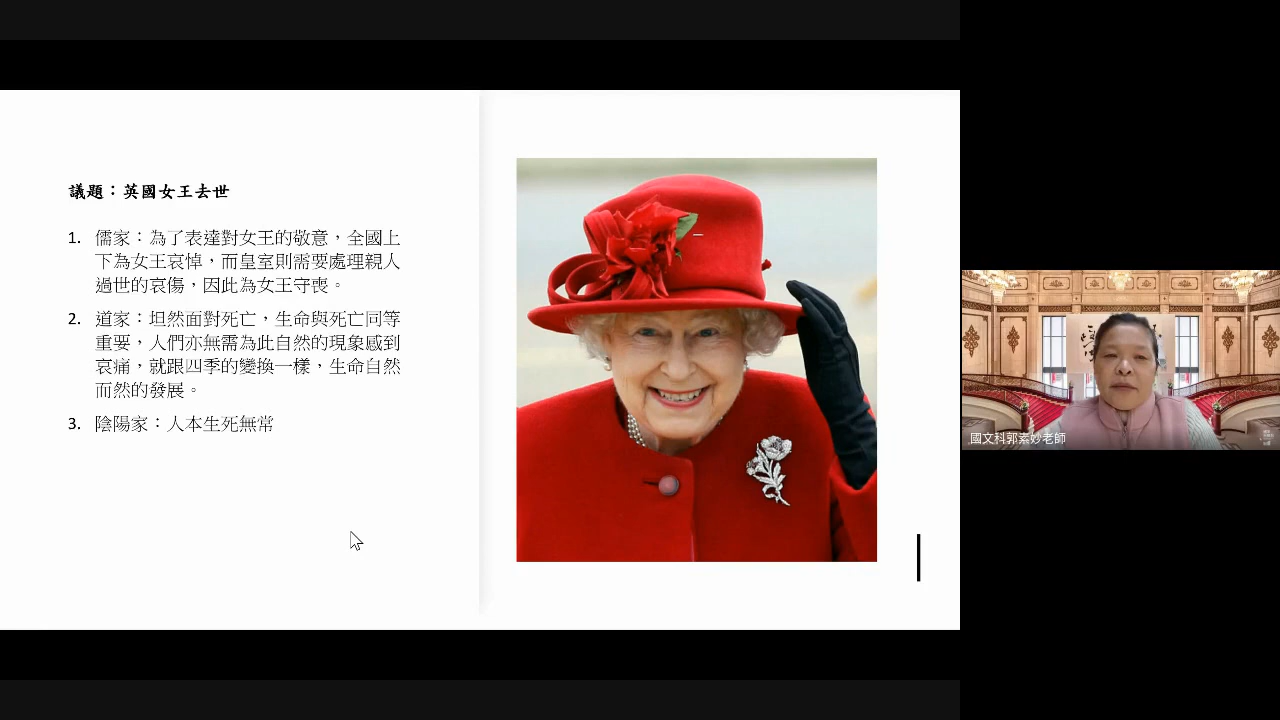 議題：英國女王去世
1. 儒家：為了表達對女王的敬意，全國上
下為女王哀悼，而皇室則需要處理親人
過世的哀傷，因此為女王守喪。
2. 道家：坦然面對死亡，生命與死亡同等
重要，人們亦無需為此自然的現象感到
哀痛，就跟四季的變換一樣，生命自然
而然的發展。
3. 陰陽家：人本生死無常
國文科郭素妙老師